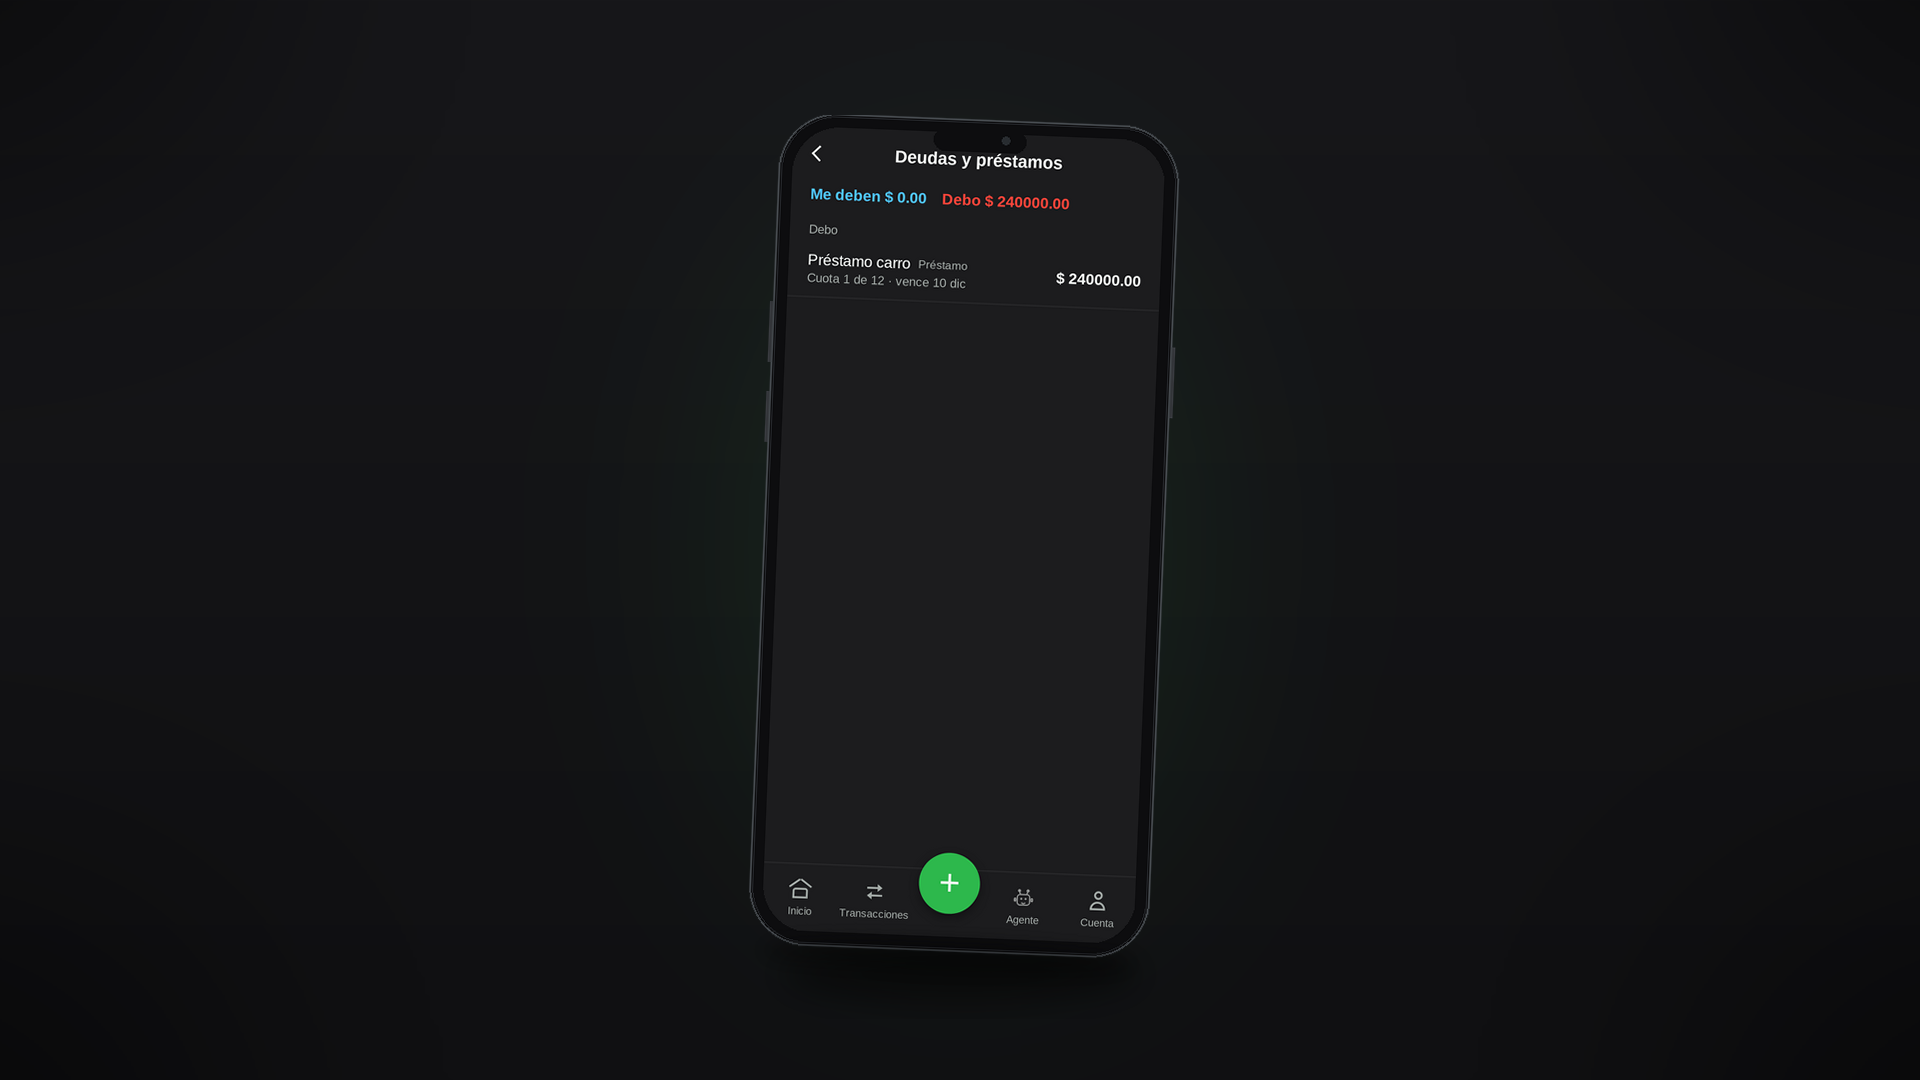 Deudas y préstamos
Me deben $ 0.00 Debo $ 240000.00
Debo
Préstamo carro Préstamo
Cuota 1 de 12 · vence 10 dic
$ 240000.00
Inicio Transacciones Agente Cuenta